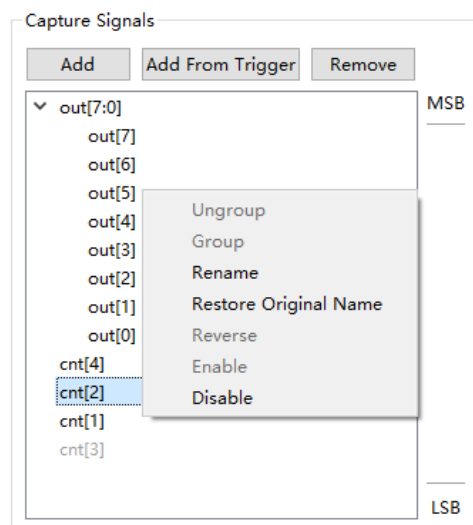 Capture Signals
Add Add From Trigger Remove
out[7:0] MSB
out[7]
out[6]
out[5]
out[4]
out[3]
out[2]
out[1]
out[0]
cnt[4]
cnt[2]
cnt[1]
cnt[3]
Ungroup
Group
Rename
Restore Original Name
Reverse
Enable
Disable
LSB